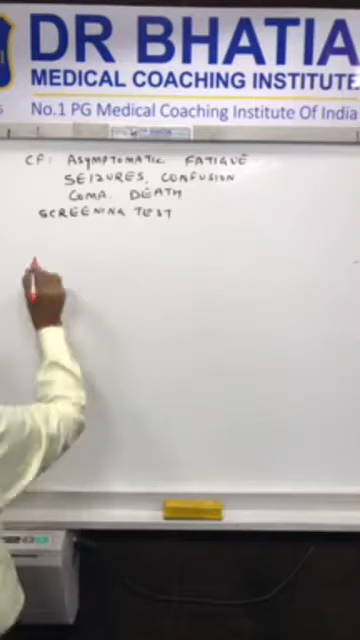 DR BHATIA
MEDICAL COACHING INSTITUTE
No.1 PG Medical Coaching Institute Of India
CF: ASYMPTOMATIC FATIGUE
SEIZURES, CONFUSION
COMA. DEATH
SCREENING TEST